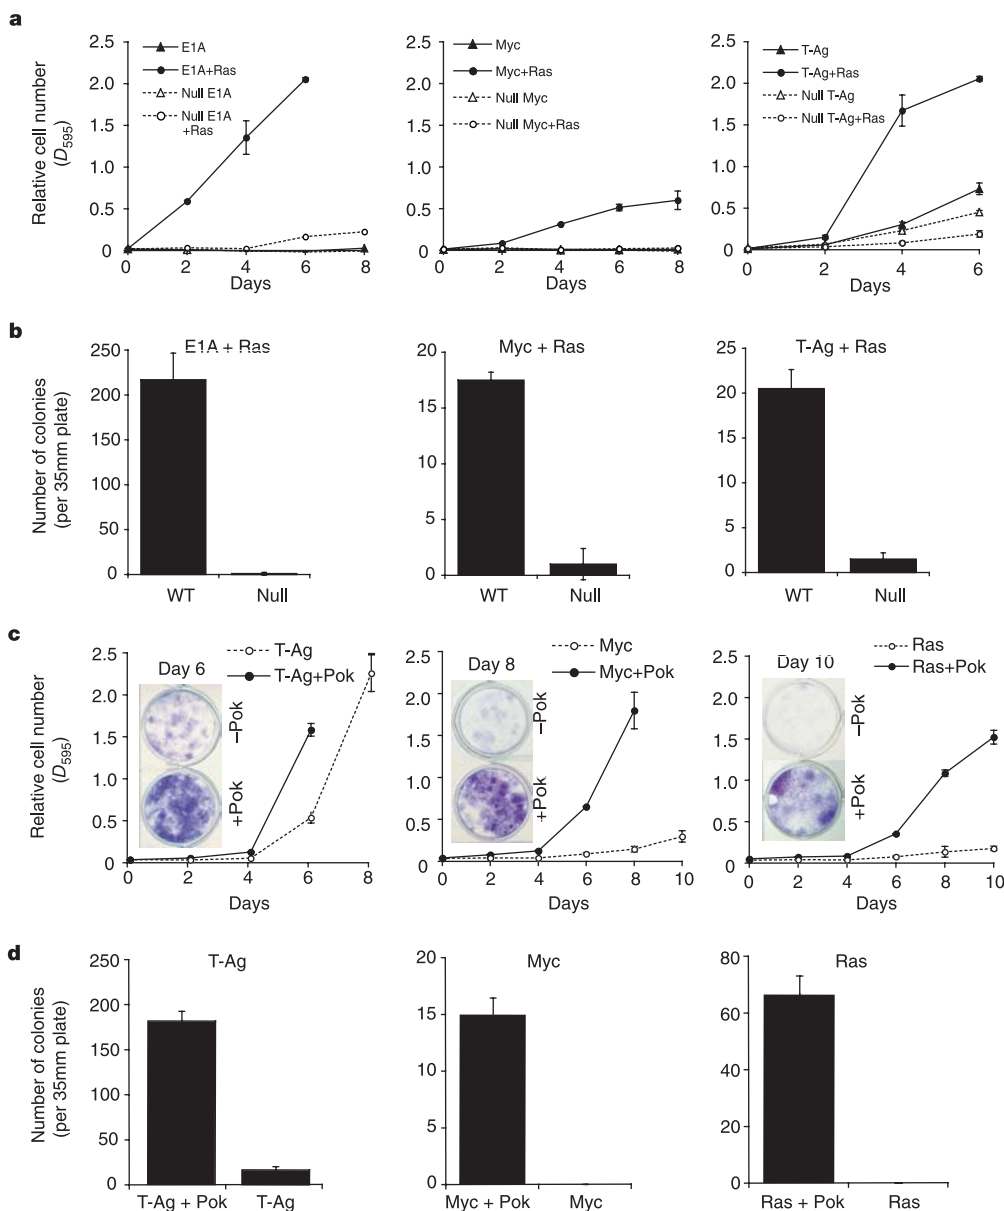 a
E1A
E1A+Ras
Null E1A
Null E1A
+Ras
Relative cell number
(D595)
2.5
2.0
1.5
1.0
0.5
0
0 2 4 6 8
Days
Myc
Myc+Ras
Null Myc
Null Myc+Ras
2.5
2.0
1.5
1.0
0.5
0
0 2 4 6 8
Days
T-Ag
T-Ag+Ras
Null T-Ag
Null T-Ag+Ras
2.5
2.0
1.5
1.0
0.5
0
0 2 4 6
Days
b
E1A + Ras
Number of colonies
(per 35mm plate)
250
200
150
100
50
0
WT Null
Myc + Ras
20
15
10
5
0
WT Null
T-Ag + Ras
25
20
15
10
5
0
WT Null
c
T-Ag
T-Ag+Pok
Day 6
–Pok
+Pok
Relative cell number
(D595)
2.5
2.0
1.5
1.0
0.5
0
0 2 4 6 8
Days
Myc
Myc+Pok
Day 8
–Pok
+Pok
2.5
2.0
1.5
1.0
0.5
0
0 2 4 6 8 10
Days
Ras
Ras+Pok
Day 10
–Pok
+Pok
2.5
2.0
1.5
1.0
0.5
0
0 2 4 6 8 10
Days
d
T-Ag
Number of colonies
(per 35mm plate)
250
200
150
100
50
0
T-Ag + Pok T-Ag
Myc
20
15
10
5
0
Myc + Pok Myc
Ras
80
60
40
20
0
Ras + Pok Ras